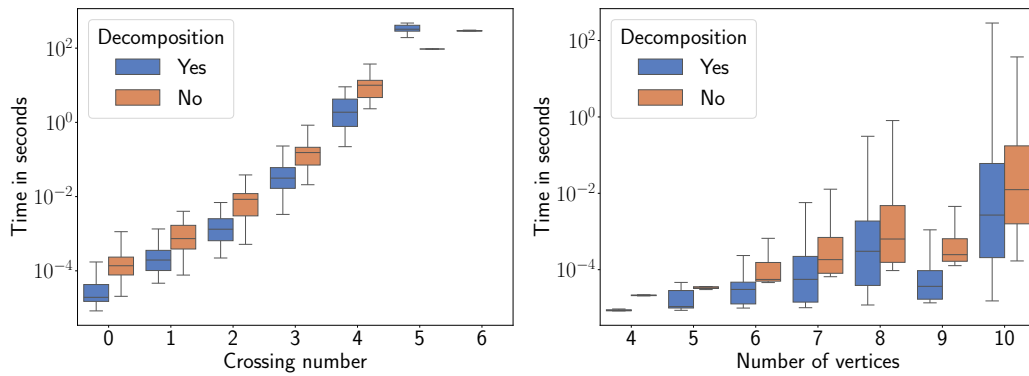 Decomposition
Yes
No
Time in seconds
10^2
10^0
10^−2
10^−4
0 1 2 3 4 5 6
Crossing number
Decomposition
Yes
No
Time in seconds
10^2
10^0
10^−2
10^−4
4 5 6 7 8 9 10
Number of vertices